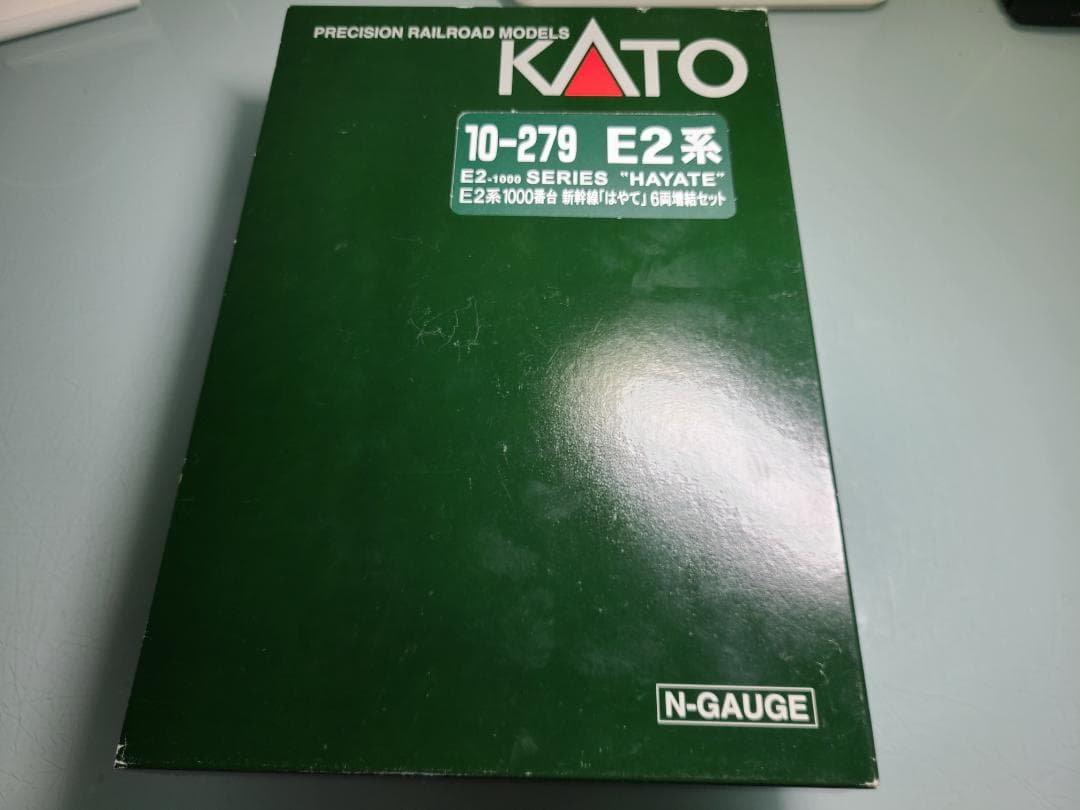 PRECISION RAILROAD MODELS
KATO
10-279 E2系
E2-1000 SERIES "HAYATE"
E2系1000番台 新幹線「はやて」6両増結セット
N-GAUGE